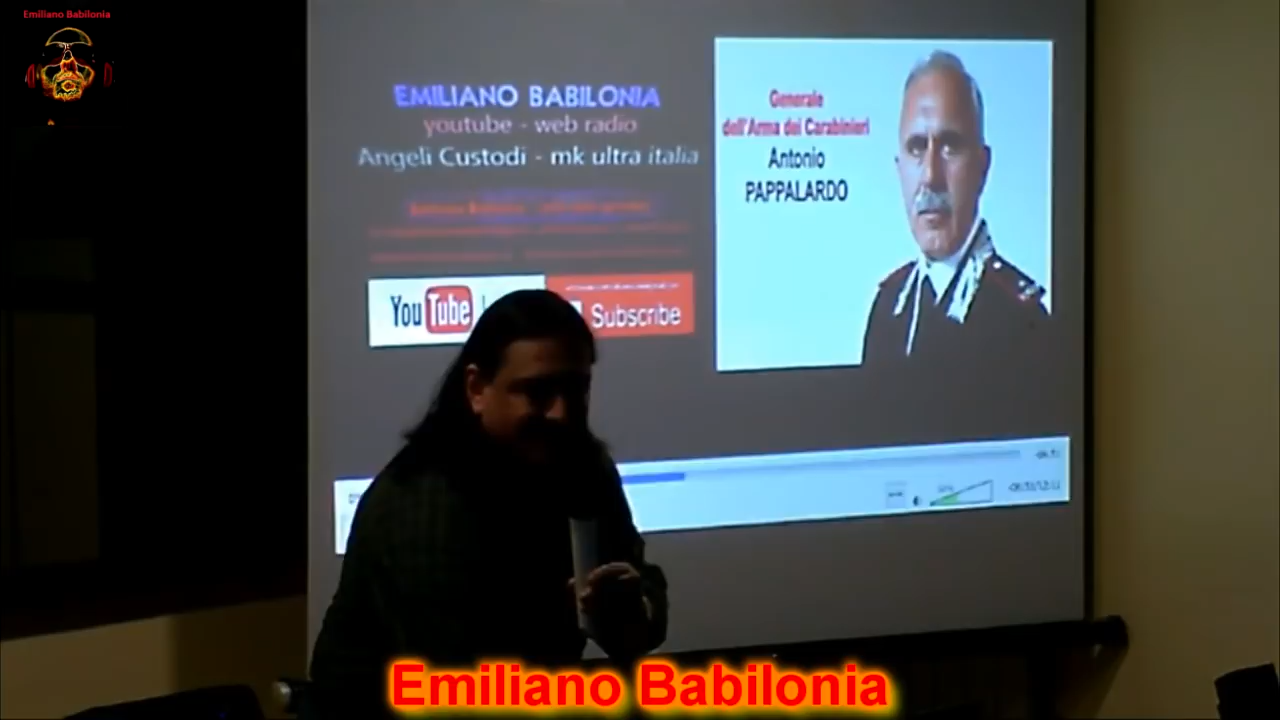 Emiliano Babilonia
EMILIANO BABILONIA
youtube - web radio
Angeli Custodi - mk ultra italia
YouTube
Subscribe
Generale
dell'Arma dei Carabinieri
Antonio
PAPPALARDO
Emiliano Babilonia